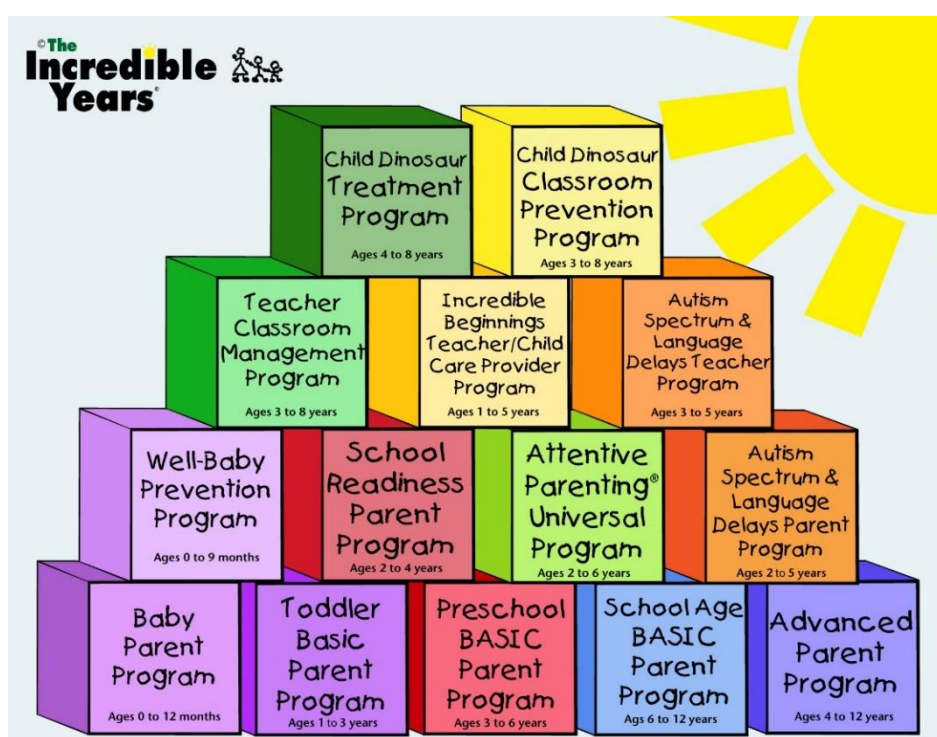 ©The
Incredible
Years®
Child Dinosaur
Treatment
Program
Ages 4 to 8 years
Child Dinosaur
Classroom
Prevention
Program
Ages 3 to 8 years
Teacher
Classroom
Management
Program
Ages 3 to 8 years
Incredible
Beginnings
Teacher/Child
Care Provider
Program
Ages 1 to 5 years
Autism
Spectrum &
Language
Delays Teacher
Program
Ages 3 to 5 years
Well-Baby
Prevention
Program
Ages 0 to 9 months
School
Readiness
Parent
Program
Ages 2 to 4 years
Attentive
Parenting®
Universal
Program
Ages 2 to 6 years
Autism
Spectrum &
Language
Delays Parent
Program
Ages 2 to 5 years
Baby
Parent
Program
Ages 0 to 12 months
Toddler
Basic
Parent
Program
Ages 1 to 3 years
Preschool
BASIC
Parent
Program
Ages 3 to 6 years
School Age
BASIC
Parent
Program
Ags 6 to 12 years
Advanced
Parent
Program
Ages 4 to 12 years